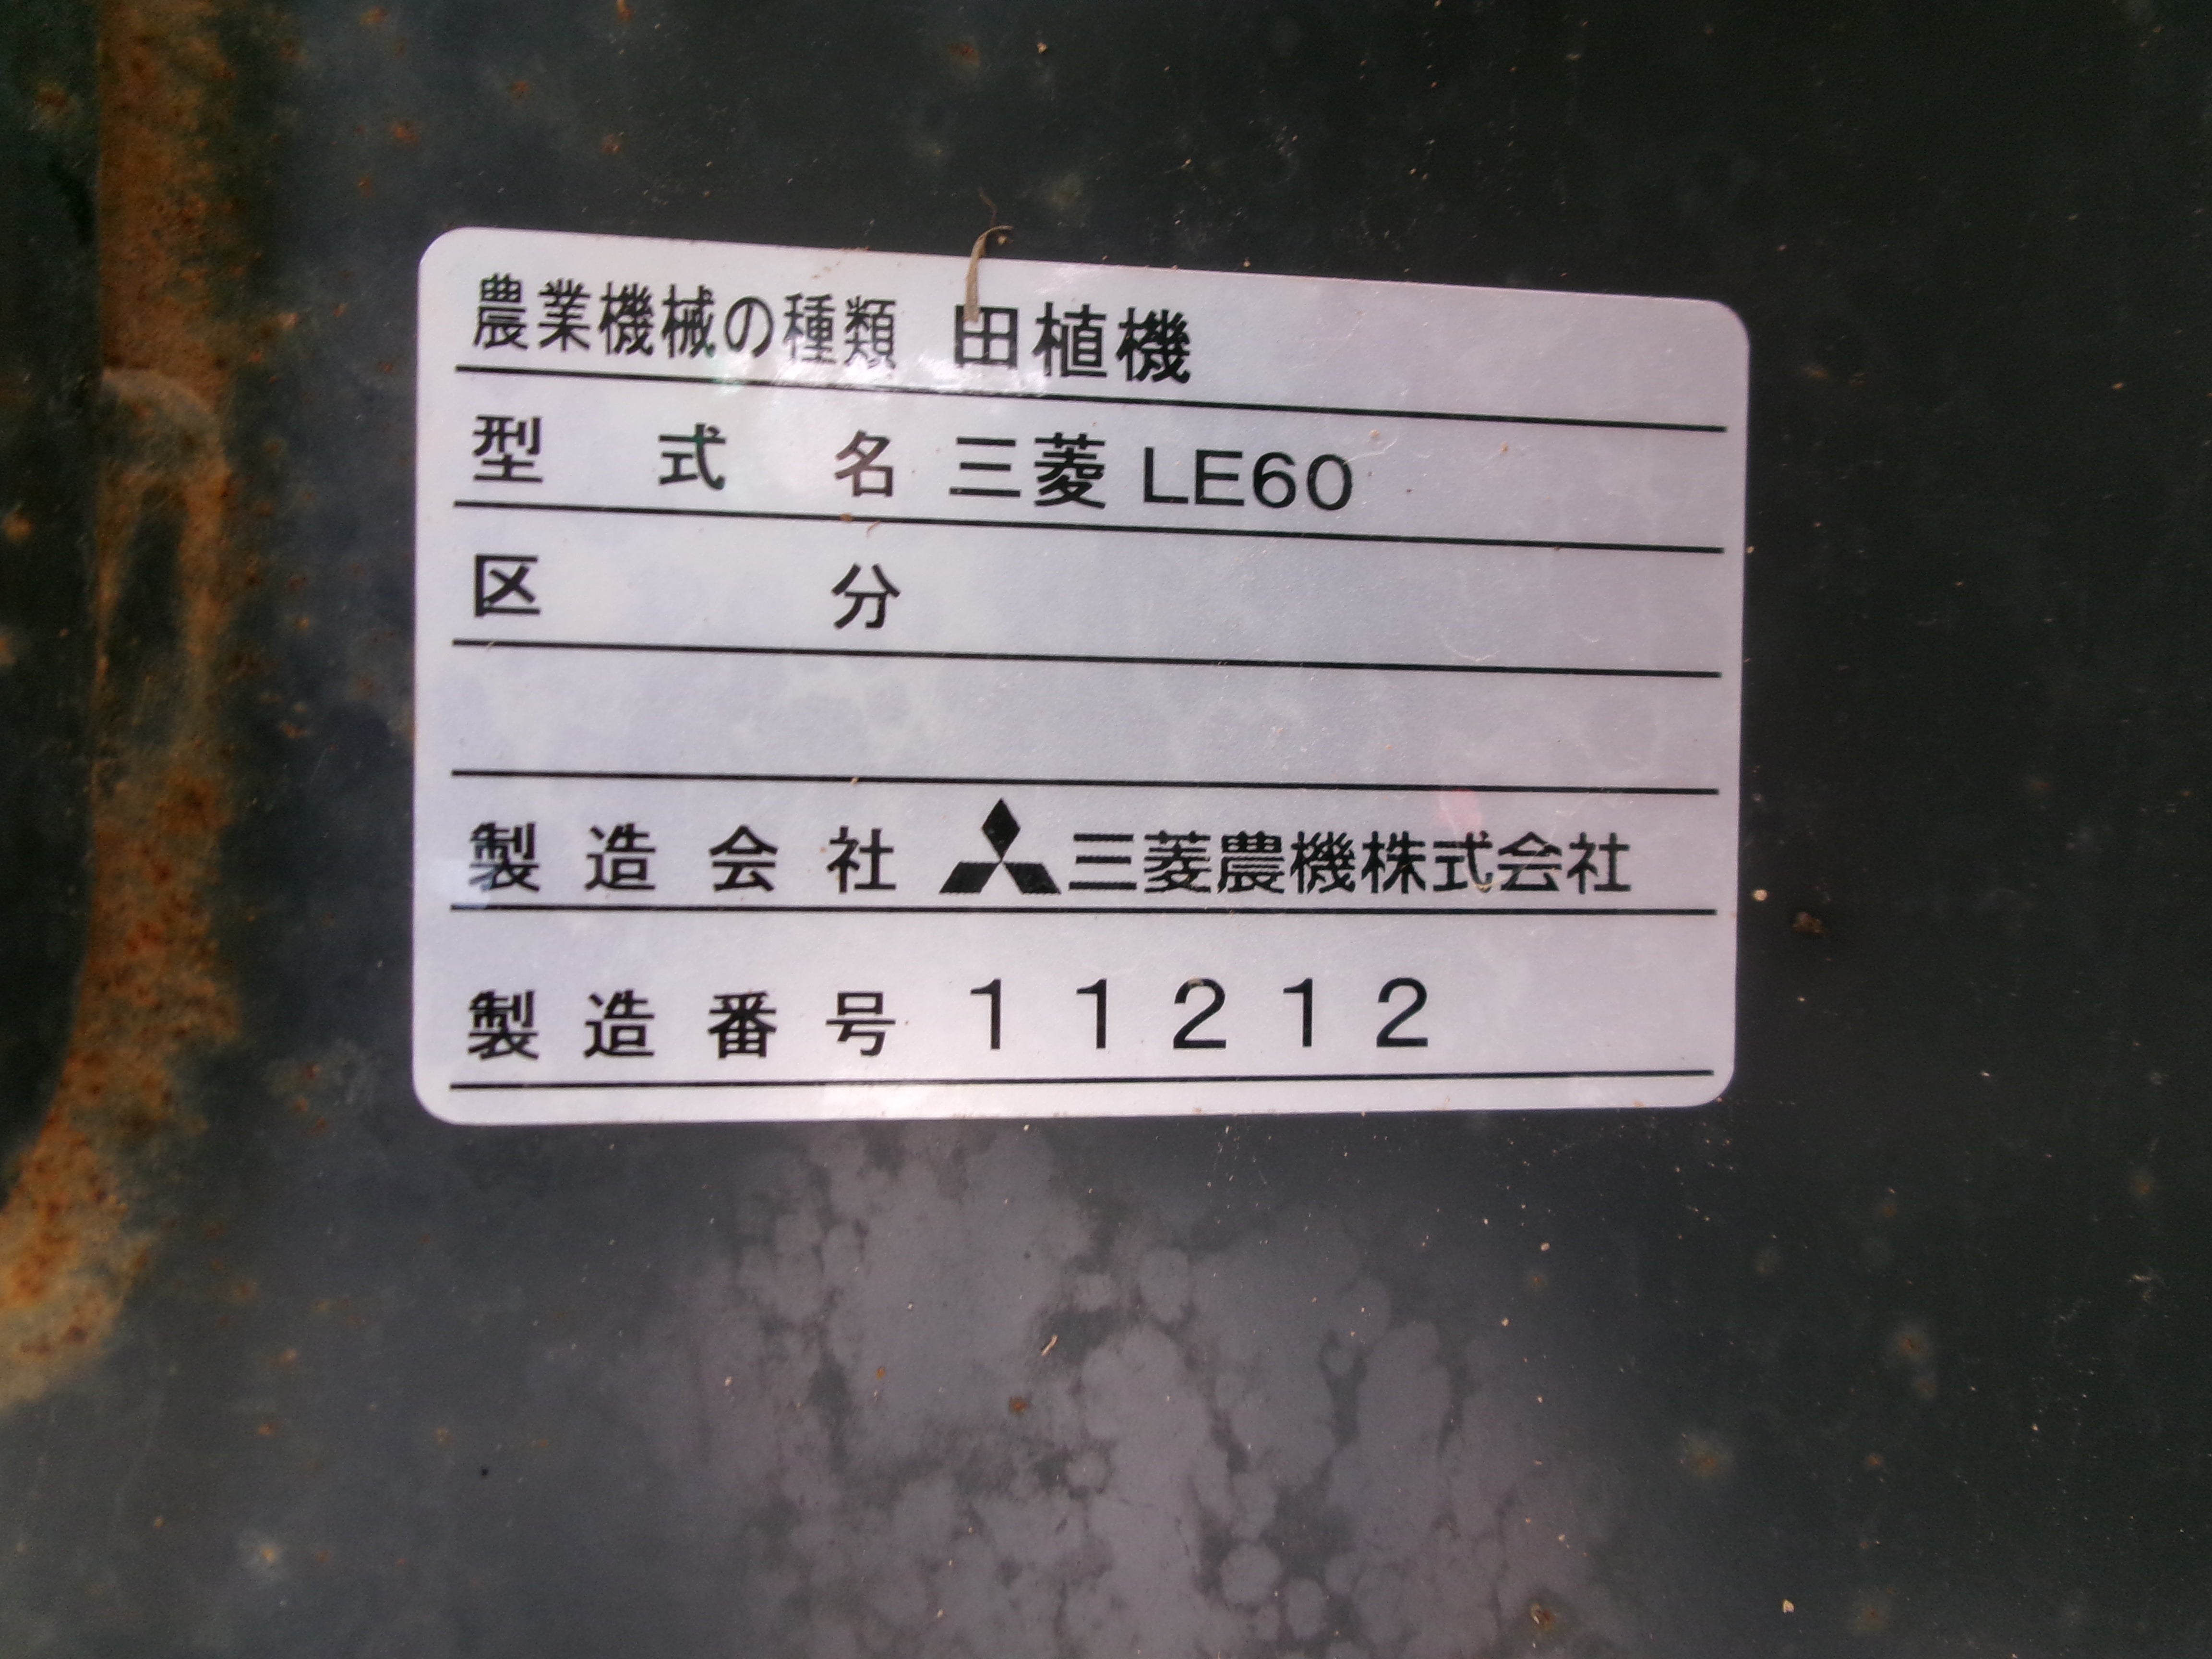 農業機械の種類 田植機
型式名 三菱 LE60
区分
製造会社 三菱農機株式会社
製造番号 11212